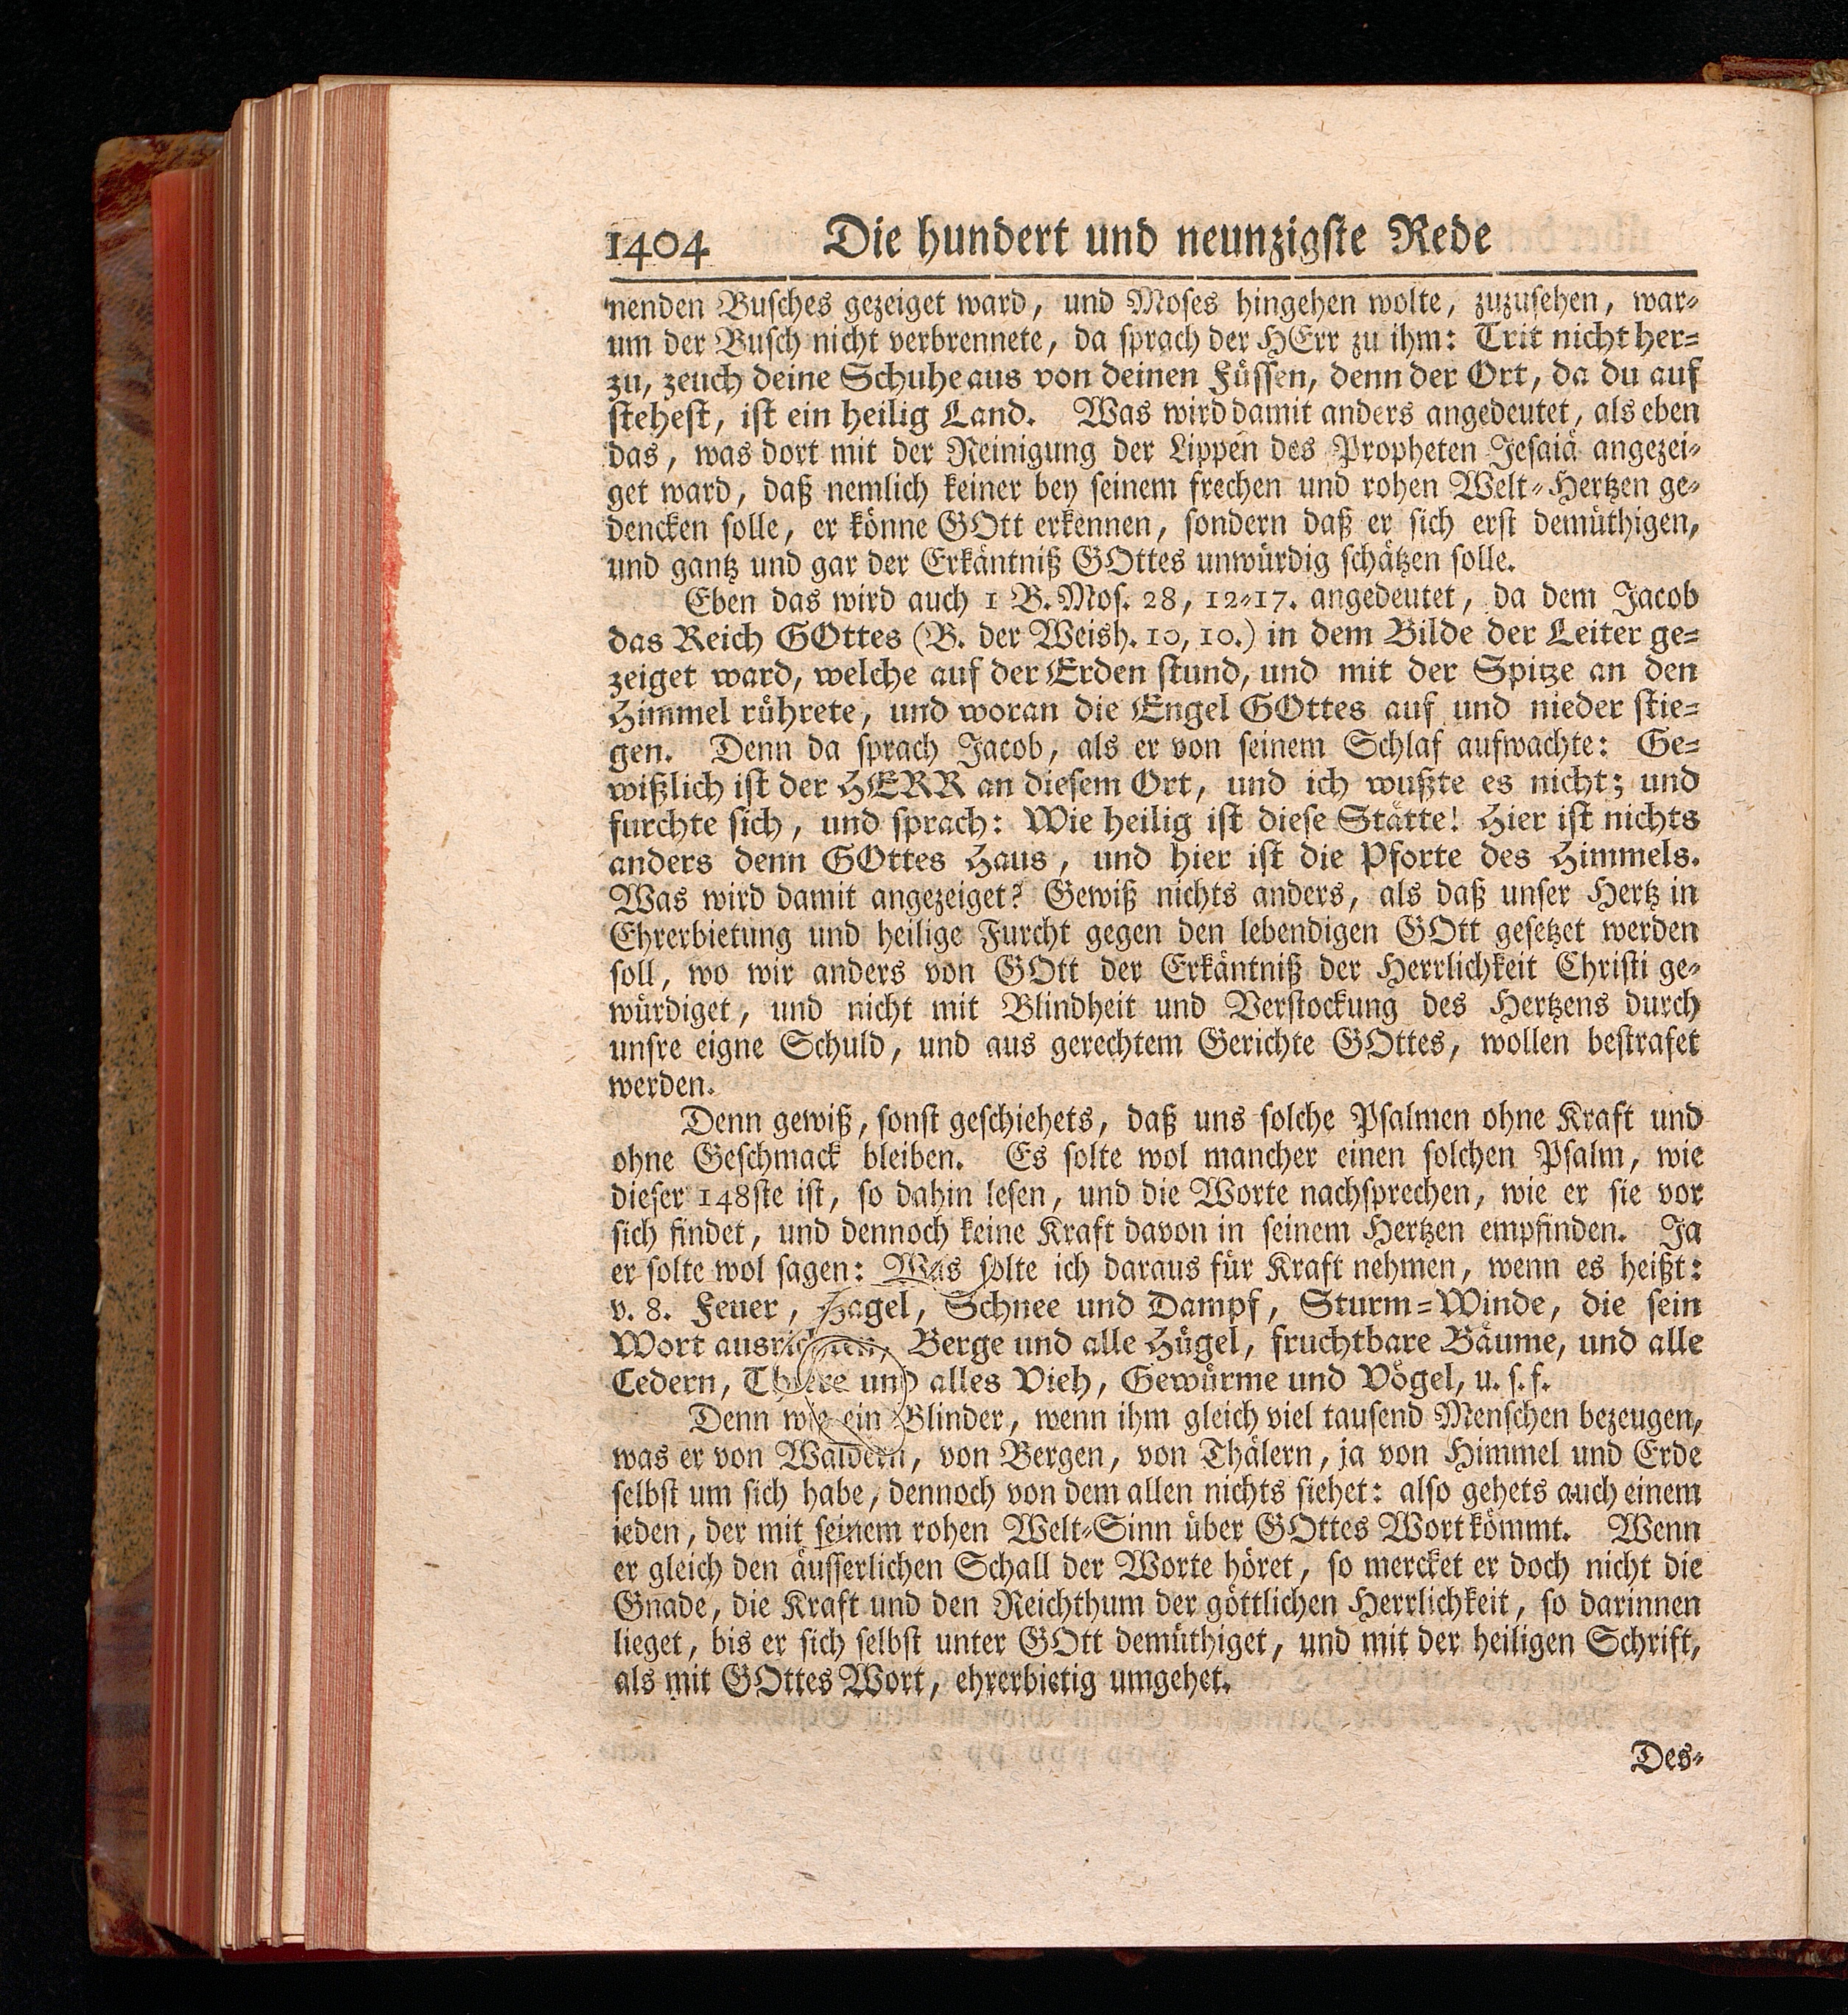 1404 Die hundert und neunzigste Rede
nenden Busches gezeiget ward, und Moses hingehen wolte, zuzusehen, war-
um der Busch nicht verbrennete, da sprach der HErr zu ihm: Trit nicht her-
zu, zeuch deine Schuhe aus von deinen Füssen, denn der Ort, da du auf
stehest, ist ein heilig Land. Was wird damit anders angedeutet, als eben
das, was dort mit der Reinigung der Lippen des Propheten Jesaiä angezei-
get ward, daß nemlich keiner bey seinem frechen und rohen Welt-Hertzen ge-
dencken solle, er könne GOtt erkennen, sondern daß er sich erst demüthigen,
und gantz und gar der Erkäntniß GOttes unwürdig schätzen solle.
Eben das wird auch 1 B. Mos. 28, 12-17. angedeutet, da dem Jacob
das Reich GOttes (B. der Weish. 10, 10.) in dem Bilde der Leiter ge-
zeiget ward, welche auf der Erden stund, und mit der Spitze an den
Himmel rührete, und woran die Engel GOttes auf und nieder stie-
gen. Denn da sprach Jacob, als er von seinem Schlaf aufwachte: Ge-
wißlich ist der HERR an diesem Ort, und ich wußte es nicht; und
furchte sich, und sprach: Wie heilig ist diese Stätte! Hier ist nichts
anders denn GOttes Haus, und hier ist die Pforte des Himmels.
Was wird damit angezeiget? Gewiß nichts anders, als daß unser Hertz in
Ehrerbietung und heilige Furcht gegen den lebendigen GOtt gesetzet werden
soll, wo wir anders von GOtt der Erkäntniß der Herrlichkeit Christi ge-
würdiget, und nicht mit Blindheit und Verstockung des Hertzens durch
unsre eigne Schuld, und aus gerechtem Gerichte GOttes, wollen bestrafet
werden.
Denn gewiß, sonst geschiehets, daß uns solche Psalmen ohne Kraft und
ohne Geschmack bleiben. Es solte wol mancher einen solchen Psalm, wie
dieser 148ste ist, so dahin lesen, und die Worte nachsprechen, wie er sie vor
sich findet, und dennoch keine Kraft davon in seinem Hertzen empfinden. Ja
er solte wol sagen: Was solte ich daraus für Kraft nehmen, wenn es heißt:
v. 8. Feuer, Hagel, Schnee und Dampf, Sturm-Winde, die sein
Wort ausrichten, Berge und alle Hügel, fruchtbare Bäume, und alle
Cedern, Thiere und alles Vieh, Gewürme und Vögel, u. s. f.
Denn wie ein Blinder, wenn ihm gleich viel tausend Menschen bezeugen,
was er von Wäldern, von Bergen, von Thälern, ja von Himmel und Erde
selbst um sich habe, dennoch von dem allen nichts siehet: also gehets auch einem
ieden, der mit seinem rohen Welt-Sinn über GOttes Wort kömmt. Wenn
er gleich den äusserlichen Schall der Worte höret, so mercket er doch nicht die
Gnade, die Kraft und den Reichthum der göttlichen Herrlichkeit, so darinnen
lieget, bis er sich selbst unter GOtt demüthiget, und mit der heiligen Schrift,
als mit GOttes Wort, ehrerbietig umgehet.
Des-